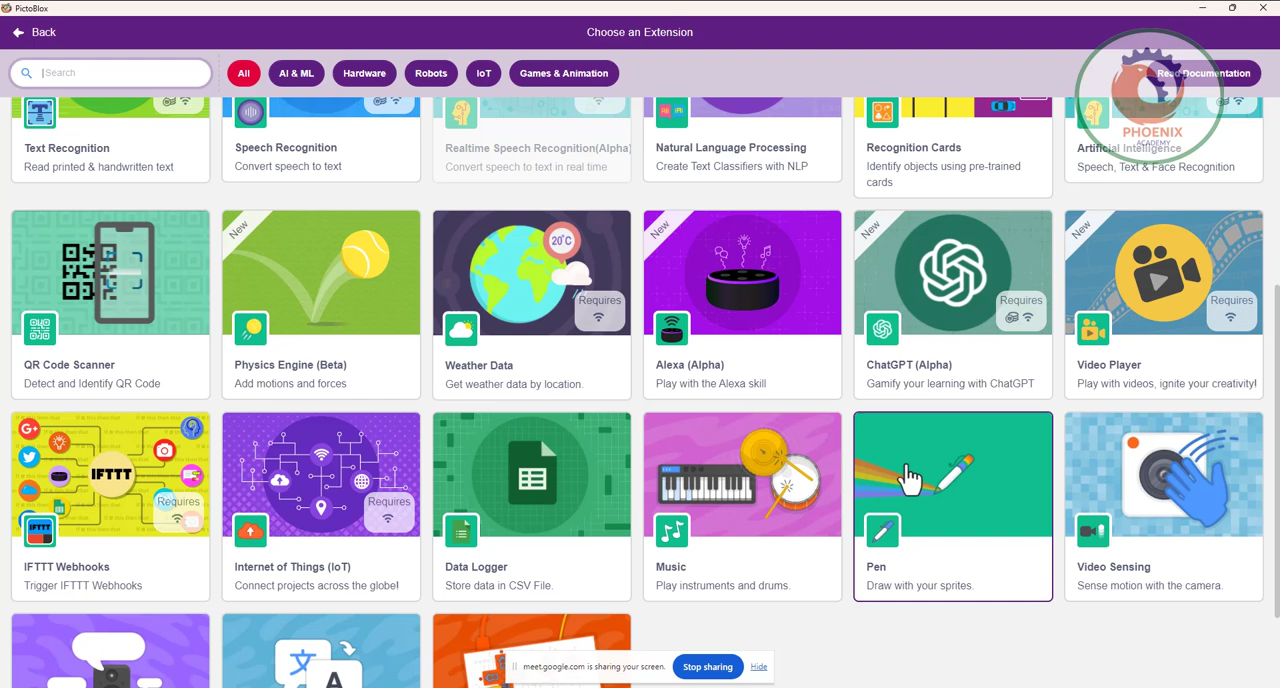 PictoBlox
Back
Choose an Extension
Search
All
AI & ML
Hardware
Robots
IoT
Games & Animation
Read Documentation
PHOENIX
ACADEMY
Text Recognition
Read printed & handwritten text
Speech Recognition
Convert speech to text
Realtime Speech Recognition(Alpha)
Convert speech to text in real time
Natural Language Processing
Create Text Classifiers with NLP
Recognition Cards
Identify objects using pre-trained
cards
Artificial Intelligence
Speech, Text & Face Recognition
QR Code Scanner
Detect and Identify QR Code
New
Physics Engine (Beta)
Add motions and forces
20°C
Requires
Weather Data
Get weather data by location.
New
Alexa (Alpha)
Play with the Alexa skill
New
Requires
ChatGPT (Alpha)
Gamify your learning with ChatGPT
New
Requires
Video Player
Play with videos, ignite your creativity!
IFTTT
Requires
IFTTT
IFTTT Webhooks
Trigger IFTTT Webhooks
Requires
Internet of Things (IoT)
Connect projects across the globe!
Data Logger
Store data in CSV File.
Music
Play instruments and drums.
Pen
Draw with your sprites.
Video Sensing
Sense motion with the camera.
文
A
meet.google.com is sharing your screen.
Stop sharing
Hide